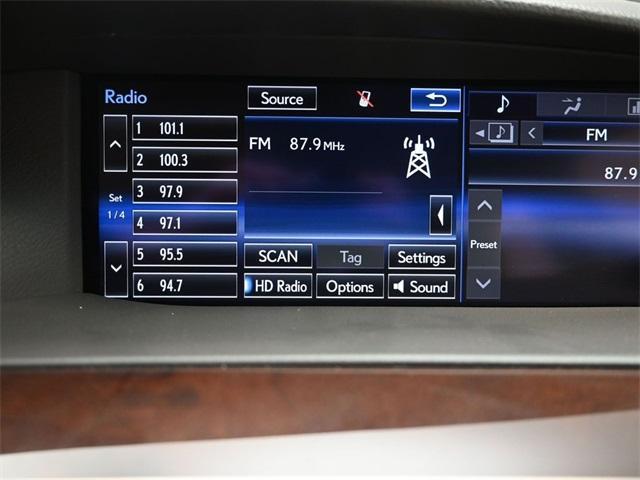 Radio
Source
1 101.1
2 100.3
3 97.9
4 97.1
5 95.5
6 94.7
Set
1/4
FM 87.9 MHz
SCAN
Tag
Settings
HD Radio
Options
Sound
FM
87.9
Preset